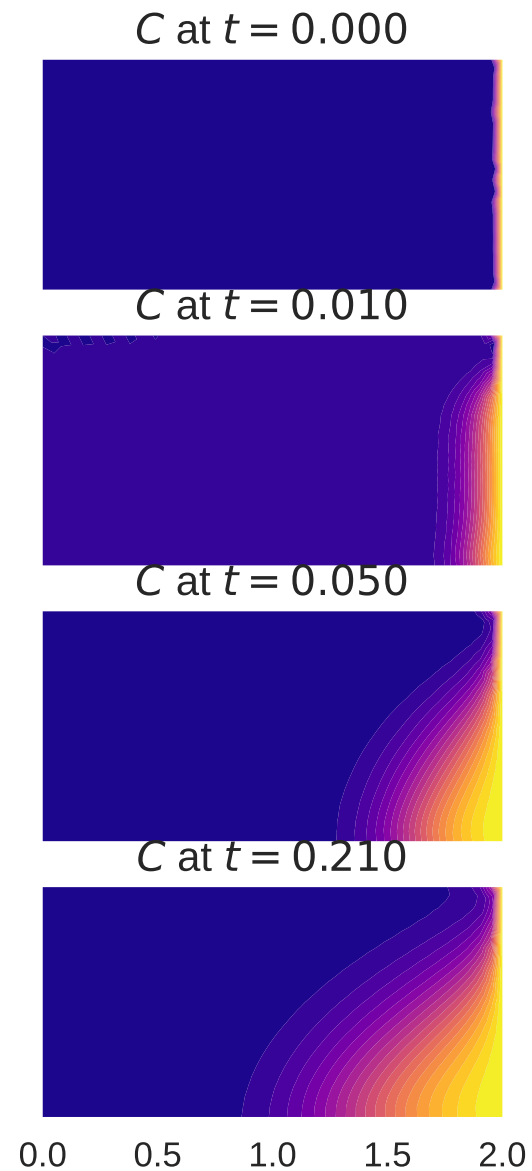 C at t = 0.000
C at t = 0.010
C at t = 0.050
C at t = 0.210
0.0 0.5 1.0 1.5 2.0